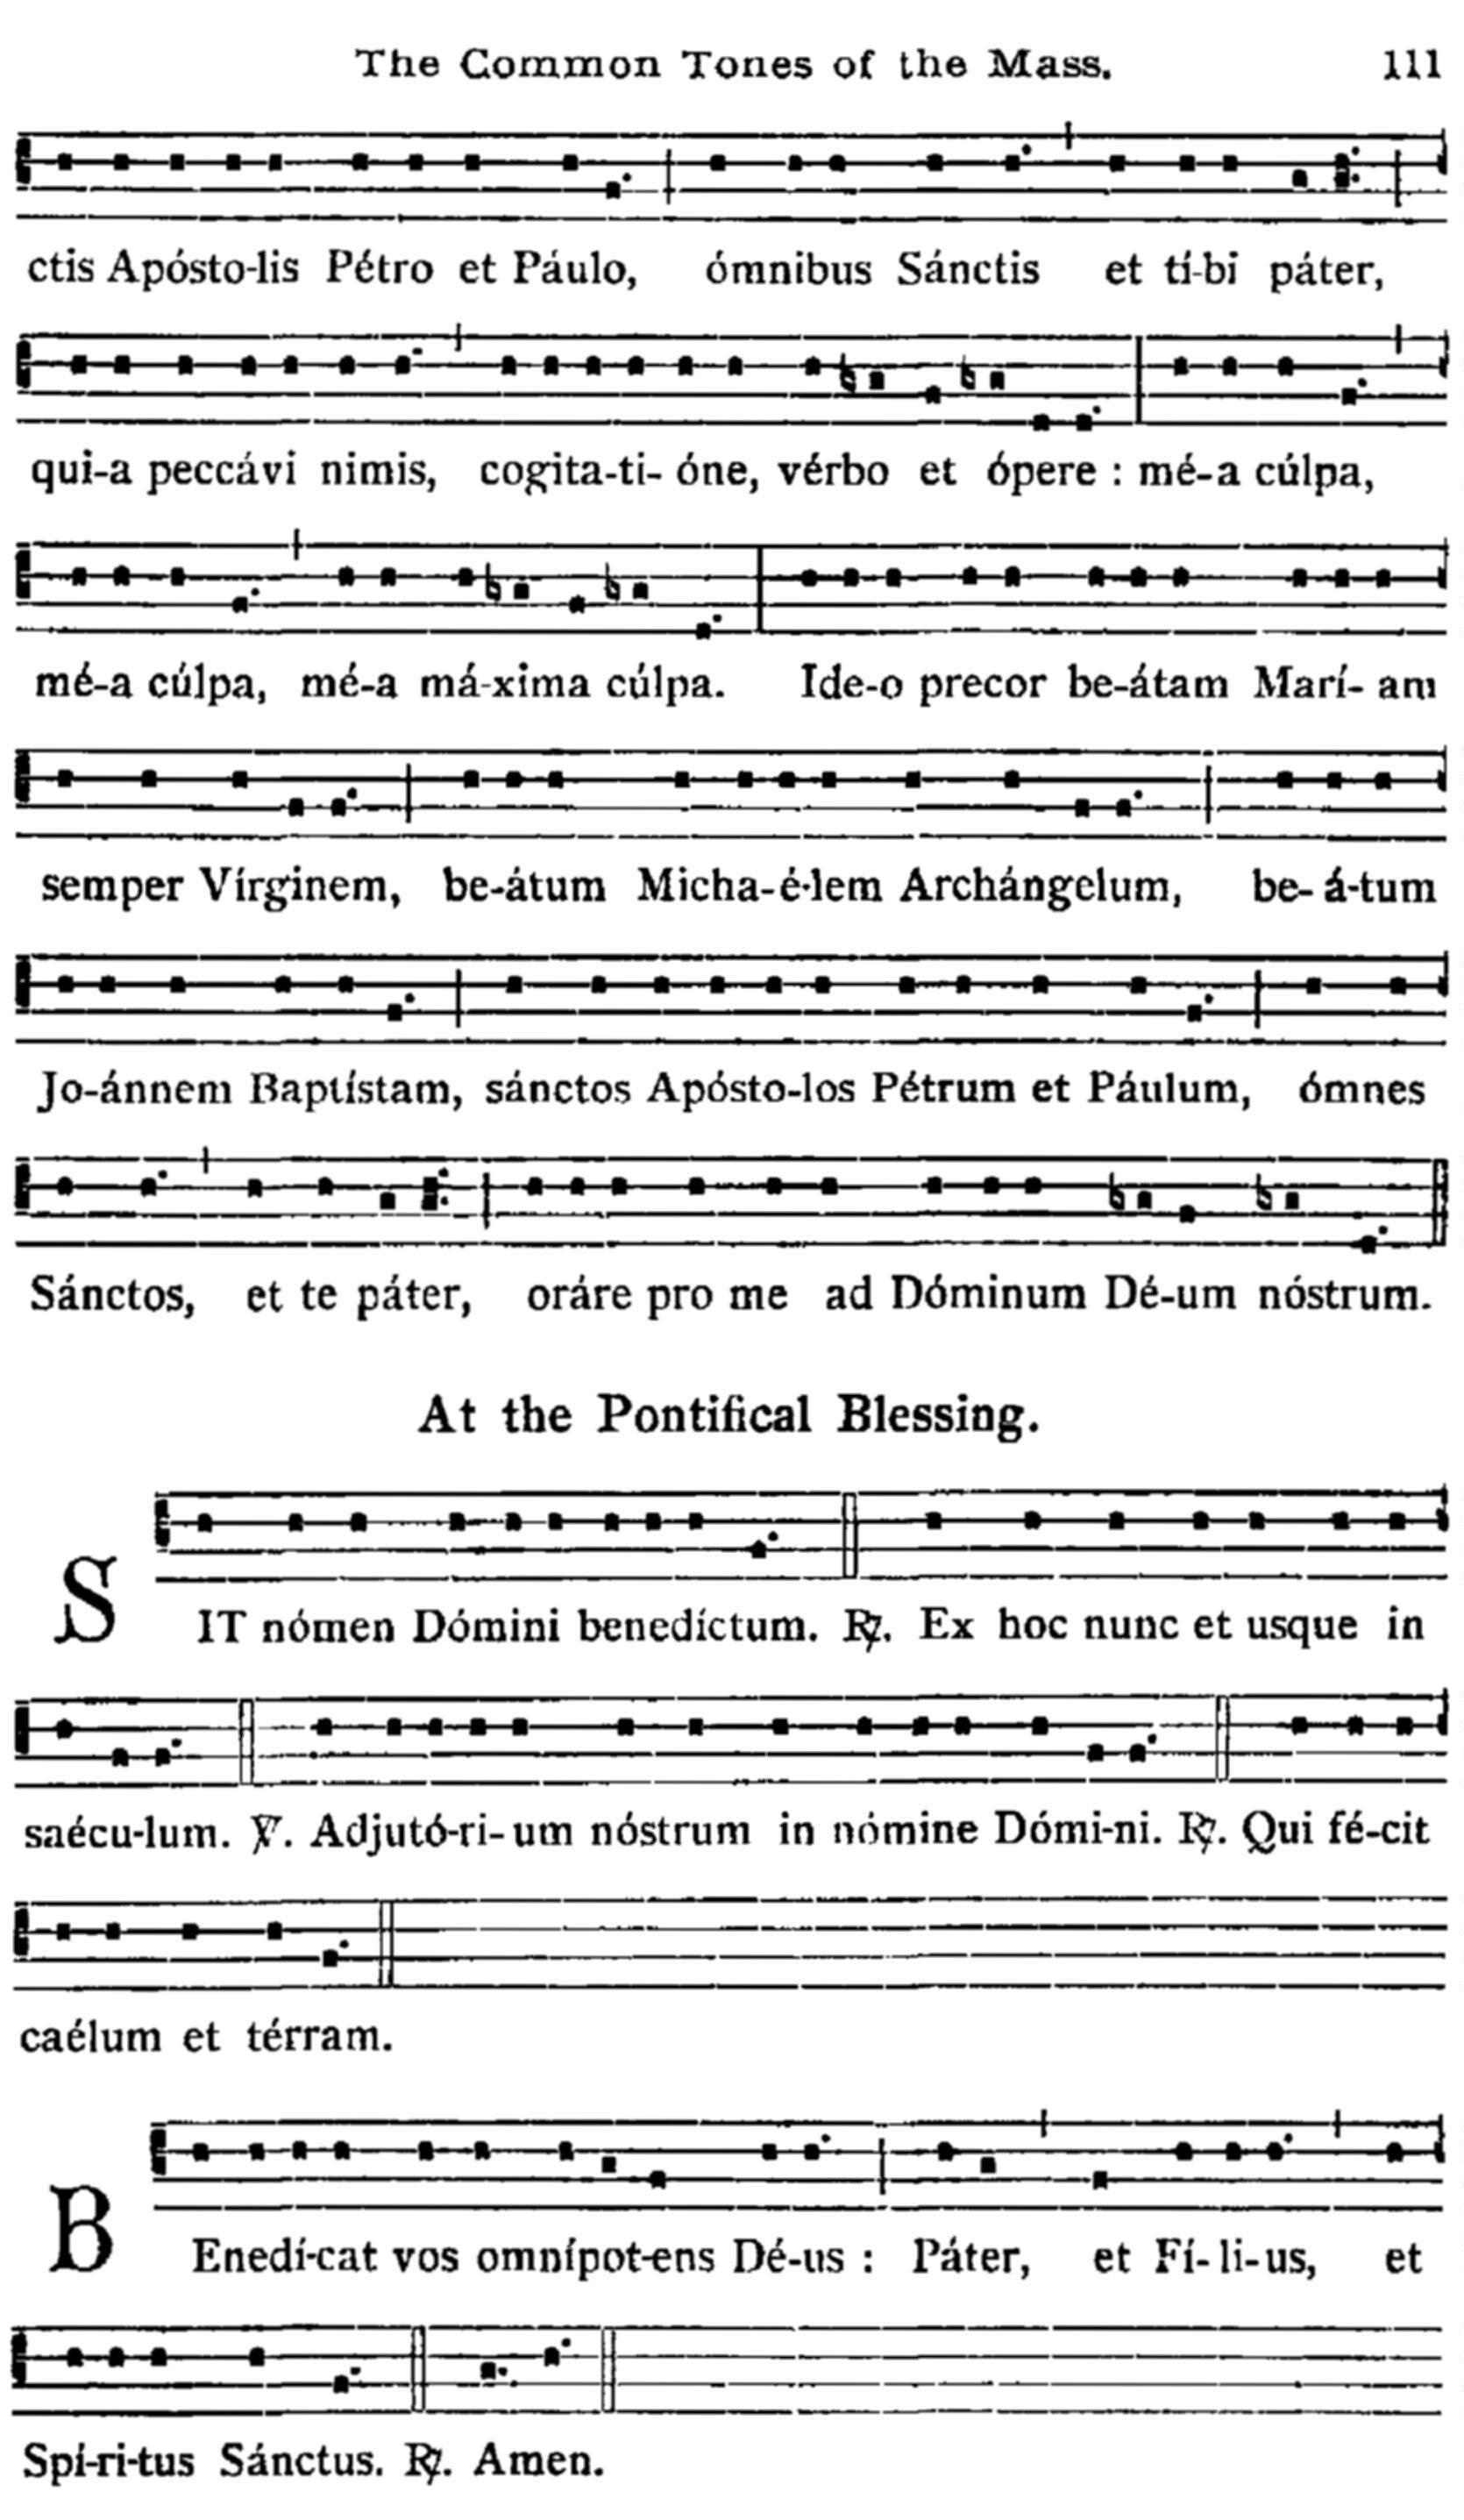 The Common Tones of the Mass. 111
ctis Apósto-lis Pétro et Páulo, ómnibus Sánctis et tí-bi páter,
qui-a peccávi nimis, cogita-ti- óne, vérbo et ópere : mé-a cúlpa,
mé-a cúlpa, mé-a má-xima cúlpa. Ide-o precor be-átam Marí- am
semper Vírginem, be-átum Micha-é-lem Archángelum, be- á-tum
Jo-ánnem Baptístam, sánctos Apósto-los Pétrum et Páulum, ómnes
Sánctos, et te páter, oráre pro me ad Dóminum Dé-um nóstrum.
At the Pontifical Blessing.
SIT nómen Dómini benedíctum. ℟. Ex hoc nunc et usque in
saécu-lum. ℣. Adjutó-ri- um nóstrum in nómine Dómi-ni. ℟. Qui fé-cit
caélum et térram.
BEnedí-cat vos omnípot-ens Dé-us : Páter, et Fí- li- us, et
Spí-ri-tus Sánctus. ℟. Amen.